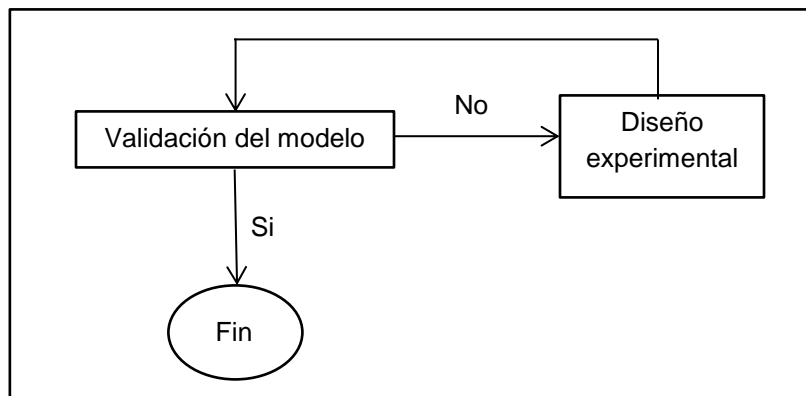 No
Validación del modelo
Diseño
experimental
Si
Fin